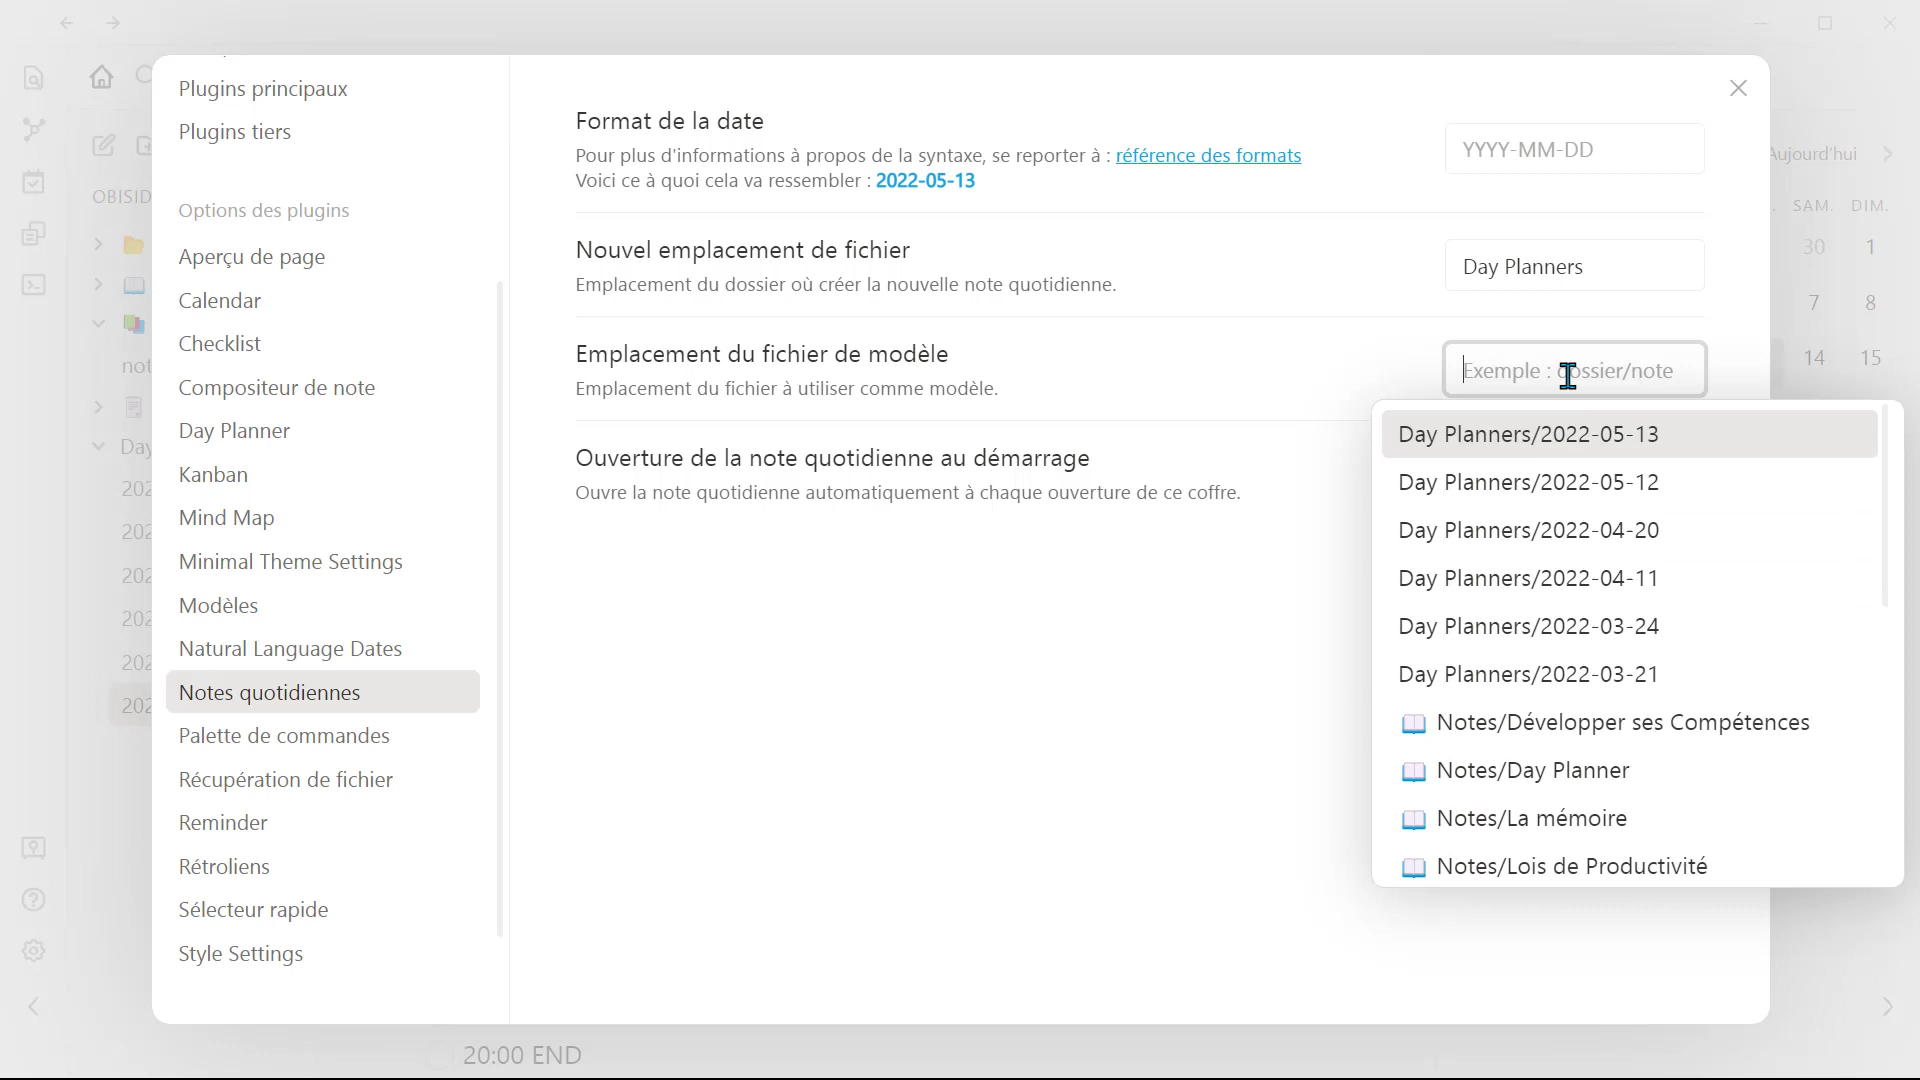 Plugins principaux
Plugins tiers
Options des plugins
Aperçu de page
Calendar
Checklist
Compositeur de note
Day Planner
Kanban
Mind Map
Minimal Theme Settings
Modèles
Natural Language Dates
Notes quotidiennes
Palette de commandes
Récupération de fichier
Reminder
Rétroliens
Sélecteur rapide
Style Settings
Format de la date
Pour plus d'informations à propos de la syntaxe, se reporter à : référence des formats
Voici ce à quoi cela va ressembler : 2022-05-13
YYYY-MM-DD
Nouvel emplacement de fichier
Emplacement du dossier où créer la nouvelle note quotidienne.
Day Planners
Emplacement du fichier de modèle
Emplacement du fichier à utiliser comme modèle.
Exemple : dossier/note
Ouverture de la note quotidienne au démarrage
Ouvre la note quotidienne automatiquement à chaque ouverture de ce coffre.
Day Planners/2022-05-13
Day Planners/2022-05-12
Day Planners/2022-04-20
Day Planners/2022-04-11
Day Planners/2022-03-24
Day Planners/2022-03-21
Notes/Développer ses Compétences
Notes/Day Planner
Notes/La mémoire
Notes/Lois de Productivité
OBISID
not
Day
202
202
202
202
202
202
Aujourd'hui
SAM. DIM.
30 1
7 8
14 15
20:00 END